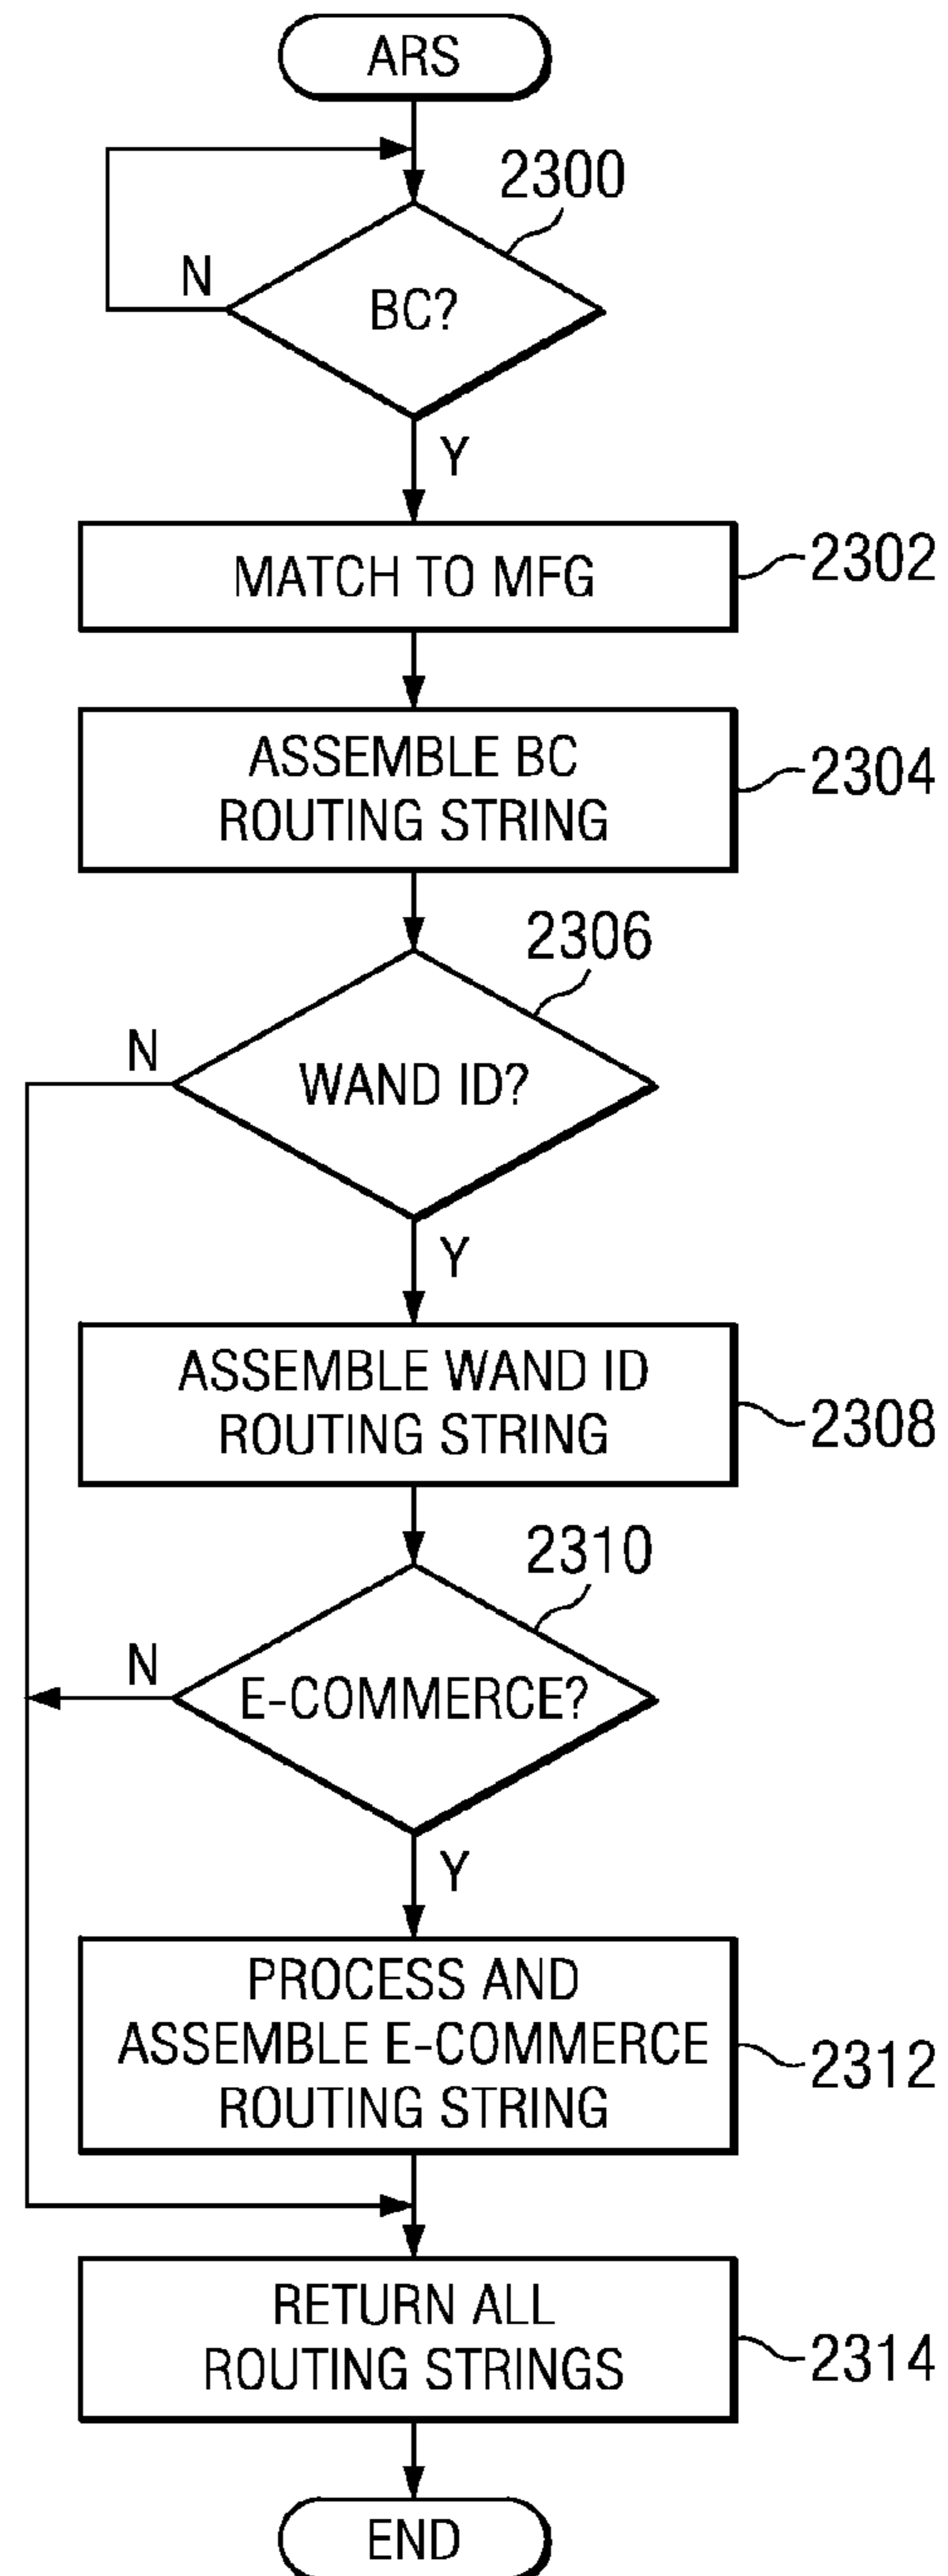 ARS
2300
N
BC?
Y
MATCH TO MFG
2302
ASSEMBLE BC
ROUTING STRING
2304
2306
N
WAND ID?
Y
ASSEMBLE WAND ID
ROUTING STRING
2308
2310
N
E-COMMERCE?
Y
PROCESS AND
ASSEMBLE E-COMMERCE
ROUTING STRING
2312
RETURN ALL
ROUTING STRINGS
2314
END